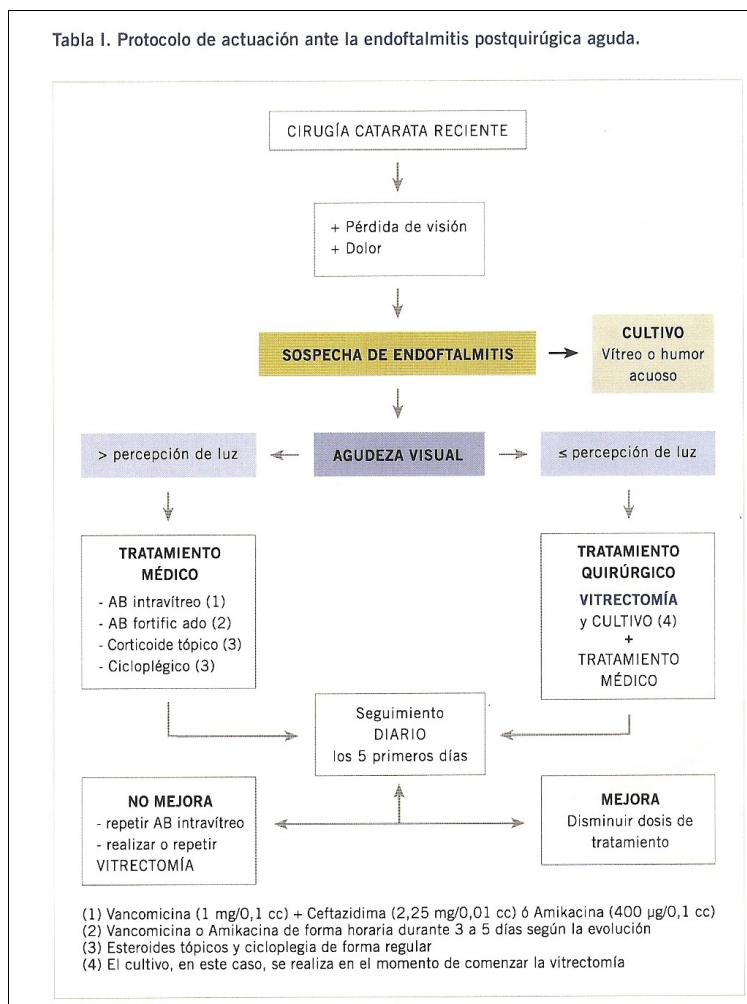 Tabla I. Protocolo de actuación ante la endoftalmitis postquirúgica aguda.
CIRUGÍA CATARATA RECIENTE
+ Pérdida de visión
+ Dolor
SOSPECHA DE ENDOFTALMITIS
CULTIVO
Vítreo o humor
acuoso
> percepción de luz
AGUDEZA VISUAL
≤ percepción de luz
TRATAMIENTO
MÉDICO
- AB intravítreo (1)
- AB fortific ado (2)
- Corticoide tópico (3)
- Cicloplégico (3)
TRATAMIENTO
QUIRÚRGICO
VITRECTOMÍA
y CULTIVO (4)
+
TRATAMIENTO
MÉDICO
Seguimiento
DIARIO
los 5 primeros días
NO MEJORA
- repetir AB intravítreo
- realizar o repetir
VITRECTOMÍA
MEJORA
Disminuir dosis de
tratamiento
(1) Vancomicina (1 mg/0,1 cc) + Ceftazidima (2,25 mg/0,01 cc) ó Amikacina (400 µg/0,1 cc)
(2) Vancomicina o Amikacina de forma horaria durante 3 a 5 días según la evolución
(3) Esteroides tópicos y cicloplegia de forma regular
(4) El cultivo, en este caso, se realiza en el momento de comenzar la vitrectomía